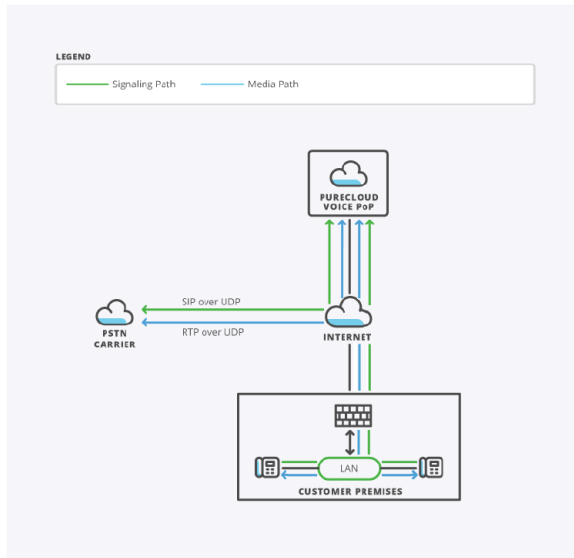 LEGEND
Signaling Path
Media Path
PURECLOUD
VOICE PoP
SIP over UDP
RTP over UDP
PSTN
CARRIER
INTERNET
LAN
CUSTOMER PREMISES